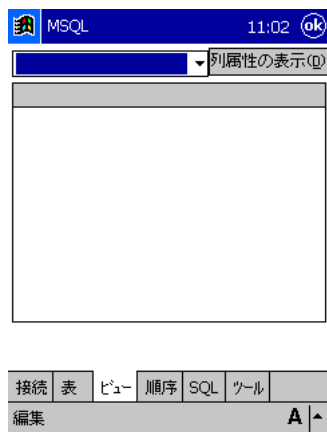 MSQL 11:02 ok
列属性の表示(D)
接続 表 ビュー 順序 SQL ツール
編集 A